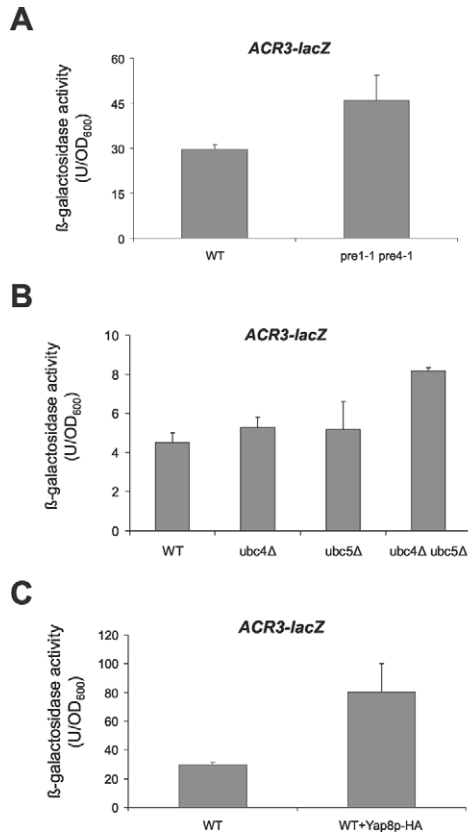 A
ACR3-lacZ
ß-galactosidase activity
(U/OD600)
60
45
30
15
0
WT
pre1-1 pre4-1
B
ACR3-lacZ
ß-galactosidase activity
(U/OD600)
10
8
6
4
2
0
WT
ubc4Δ
ubc5Δ
ubc4Δ ubc5Δ
C
ACR3-lacZ
ß-galactosidase activity
(U/OD600)
120
100
80
60
40
20
0
WT
WT+Yap8p-HA